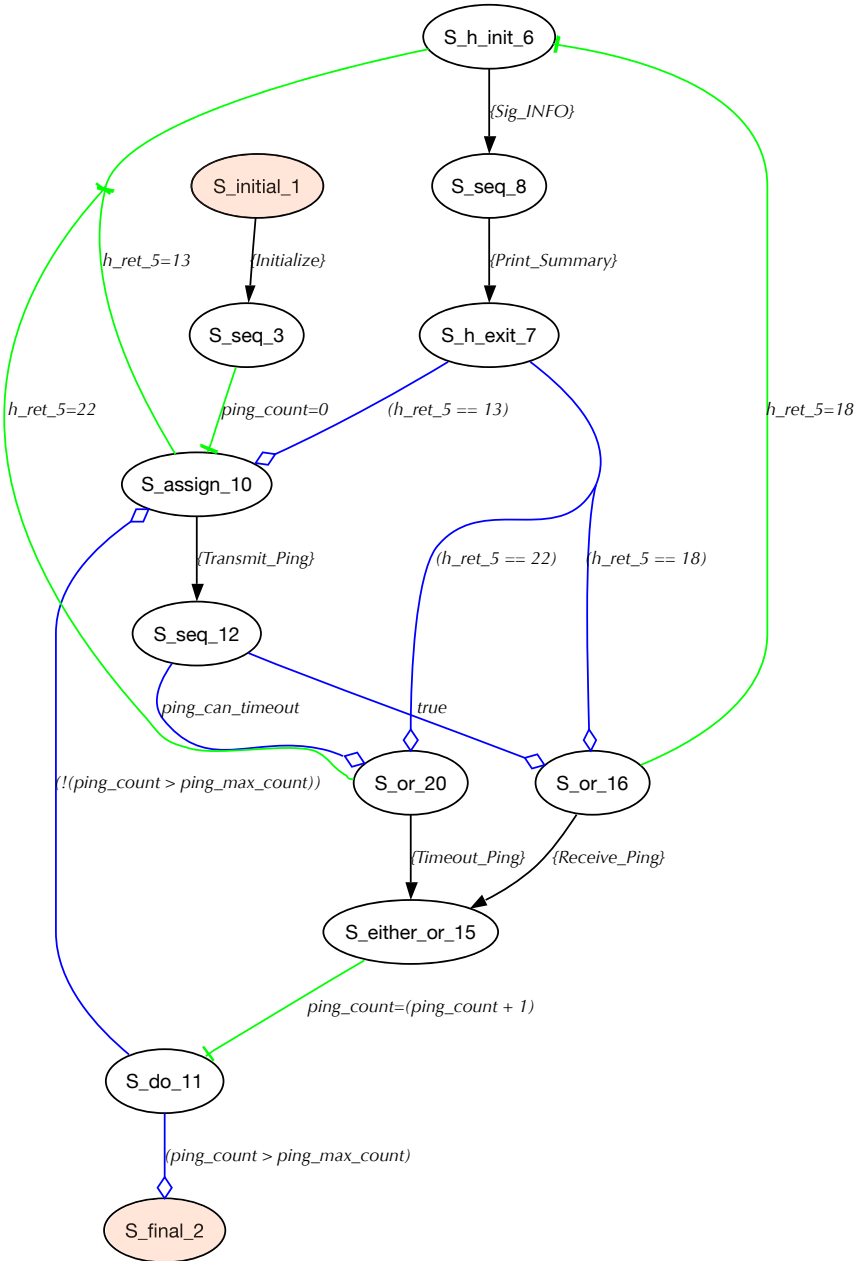 S_h_init_6
{Sig_INFO}
S_initial_1
S_seq_8
h_ret_5=13
{Initialize}
{Print_Summary}
S_seq_3
S_h_exit_7
h_ret_5=22
ping_count=0
(h_ret_5 == 13)
h_ret_5=18
S_assign_10
{Transmit_Ping}
(h_ret_5 == 22)
(h_ret_5 == 18)
S_seq_12
ping_can_timeout
true
(!(ping_count > ping_max_count))
S_or_20
S_or_16
{Timeout_Ping}
{Receive_Ping}
S_either_or_15
ping_count=(ping_count + 1)
S_do_11
(ping_count > ping_max_count)
S_final_2